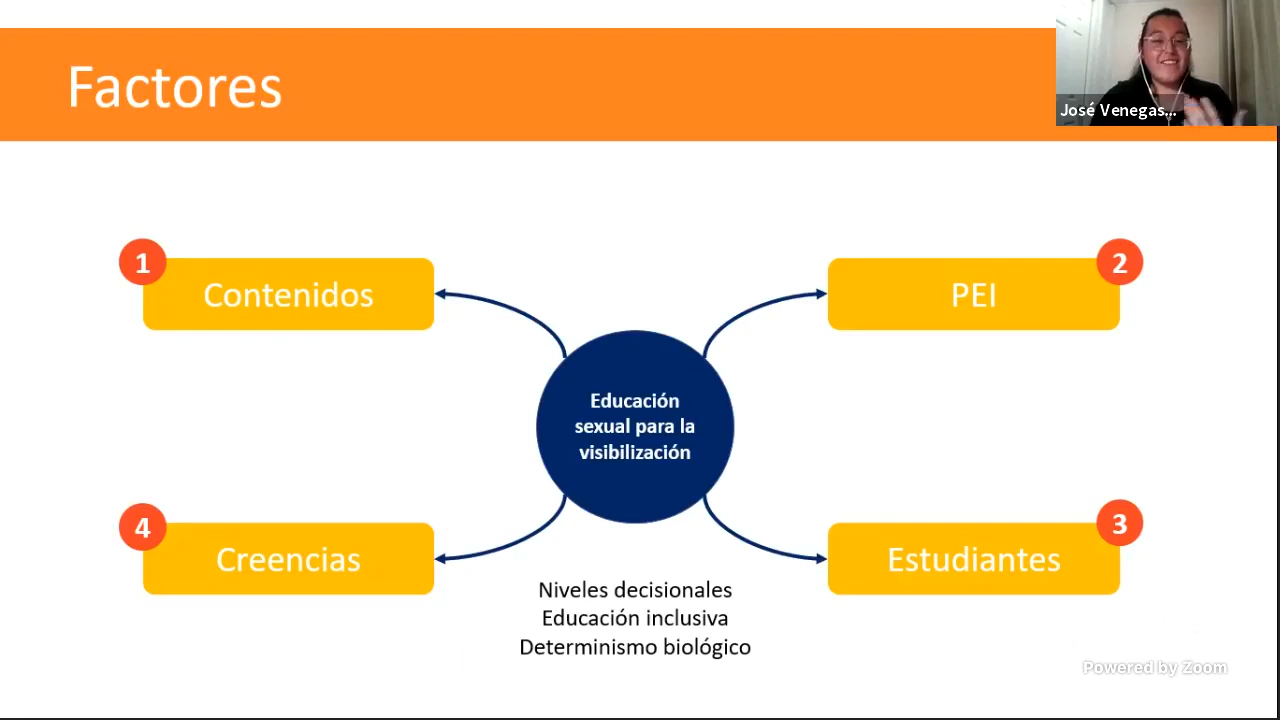 Factores
José Venegas...
1
Contenidos
2
PEI
Educación
sexual para la
visibilización
4
Creencias
3
Estudiantes
Niveles decisionales
Educación inclusiva
Determinismo biológico
Powered by Zoom